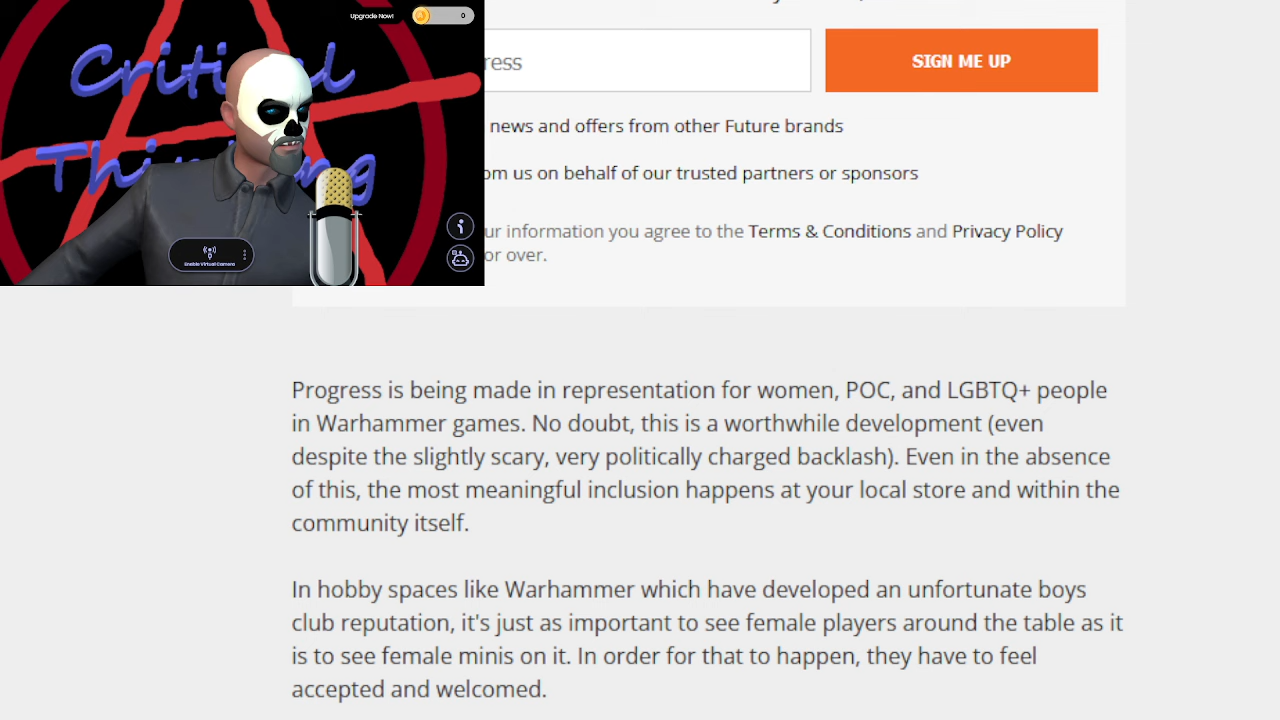 Upgrade Now!
0
Critical
Thinking
Enable Virtual Camera
ress
SIGN ME UP
news and offers from other Future brands
om us on behalf of our trusted partners or sponsors
ur information you agree to the Terms & Conditions and Privacy Policy
or over.
Progress is being made in representation for women, POC, and LGBTQ+ people
in Warhammer games. No doubt, this is a worthwhile development (even
despite the slightly scary, very politically charged backlash). Even in the absence
of this, the most meaningful inclusion happens at your local store and within the
community itself.
In hobby spaces like Warhammer which have developed an unfortunate boys
club reputation, it's just as important to see female players around the table as it
is to see female minis on it. In order for that to happen, they have to feel
accepted and welcomed.